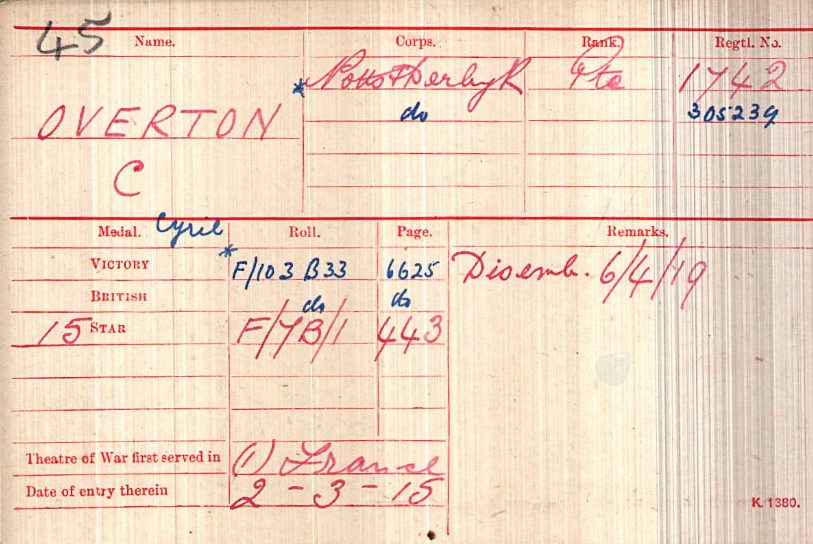 45 Name. Corps. Rank. Regtl. No.
* Notts & Derby R Pte 1742
OVERTON do 305239
C
Medal. Cyril Roll. Page. Remarks.
VICTORY * F/103 B33 6625 Disemb. 6/4/19
BRITISH do do
15 STAR F/7B/1 443
Theatre of War first served in (1) France
Date of entry therein 2-3-15
K. 1380.